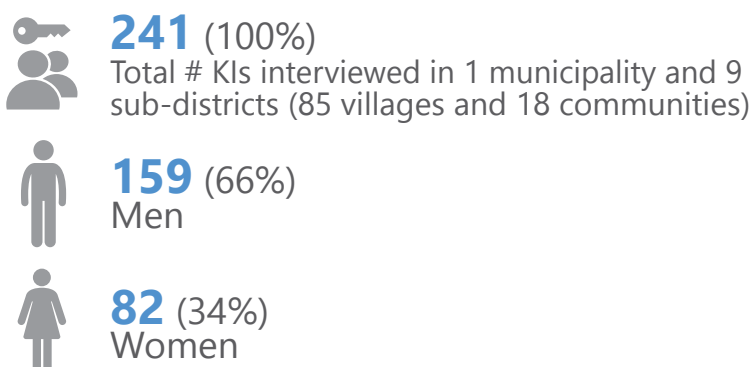 241 (100%)
Total # KIs interviewed in 1 municipality and 9
sub-districts (85 villages and 18 communities)
159 (66%)
Men
82 (34%)
Women